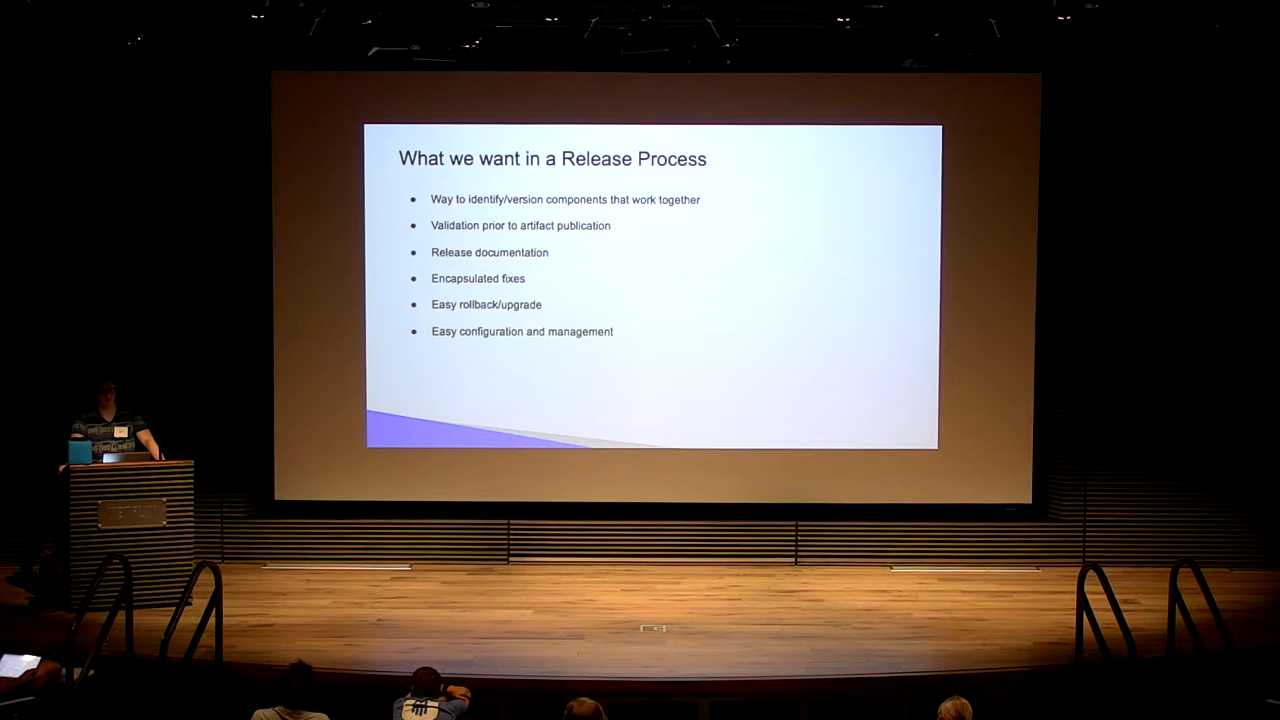 What we want in a Release Process
● Way to identify/version components that work together
● Validation prior to artifact publication
● Release documentation
● Encapsulated fixes
● Easy rollback/upgrade
● Easy configuration and management